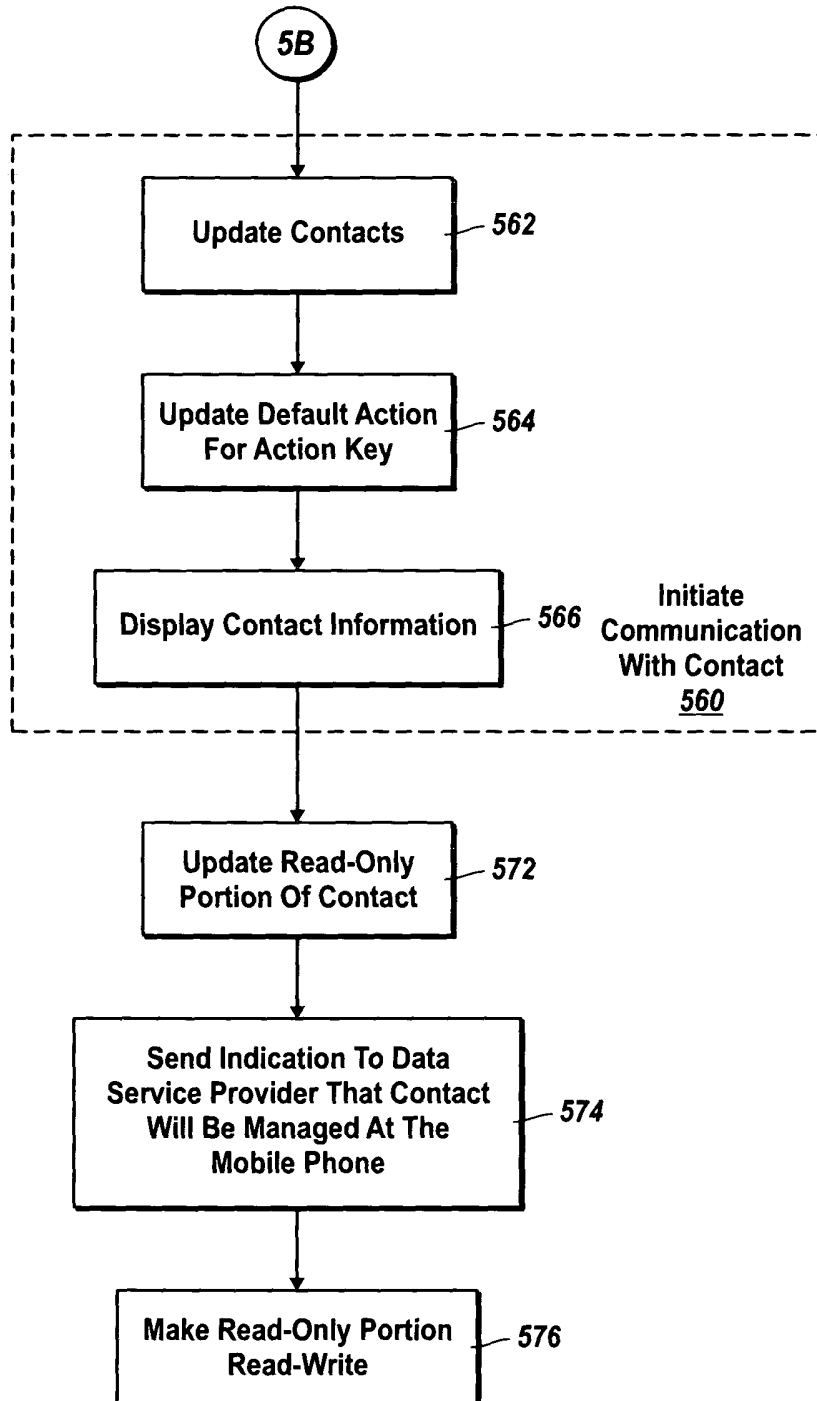 5B
Update Contacts
562
Update Default Action
For Action Key
564
Display Contact Information
566
Initiate
Communication
With Contact
560
Update Read-Only
Portion Of Contact
572
Send Indication To Data
Service Provider That Contact
Will Be Managed At The
Mobile Phone
574
Make Read-Only Portion
Read-Write
576